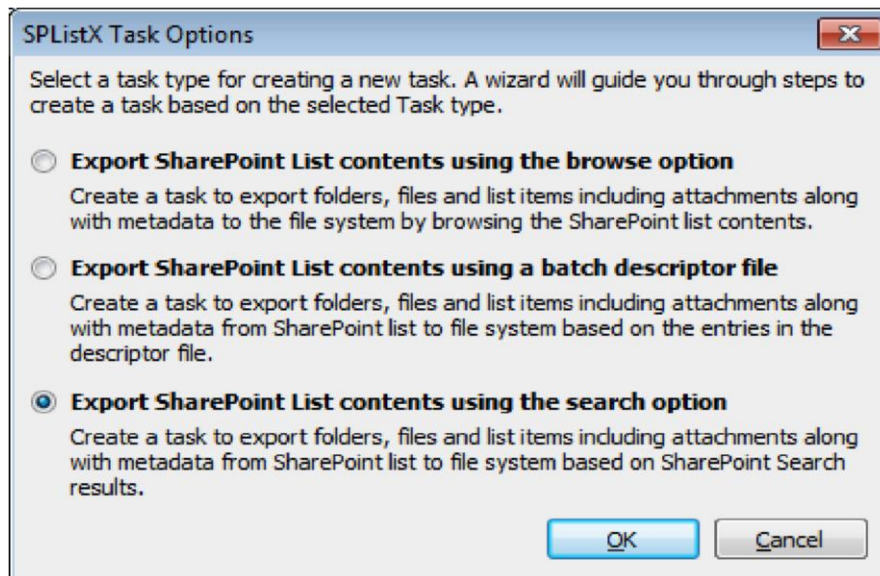 SPListX Task Options
Select a task type for creating a new task. A wizard will guide you through steps to
create a task based on the selected Task type.
Export SharePoint List contents using the browse option
Create a task to export folders, files and list items including attachments along
with metadata to the file system by browsing the SharePoint list contents.
Export SharePoint List contents using a batch descriptor file
Create a task to export folders, files and list items including attachments along
with metadata from SharePoint list to file system based on the entries in the
descriptor file.
Export SharePoint List contents using the search option
Create a task to export folders, files and list items including attachments along
with metadata from SharePoint list to file system based on SharePoint Search
results.
OK Cancel